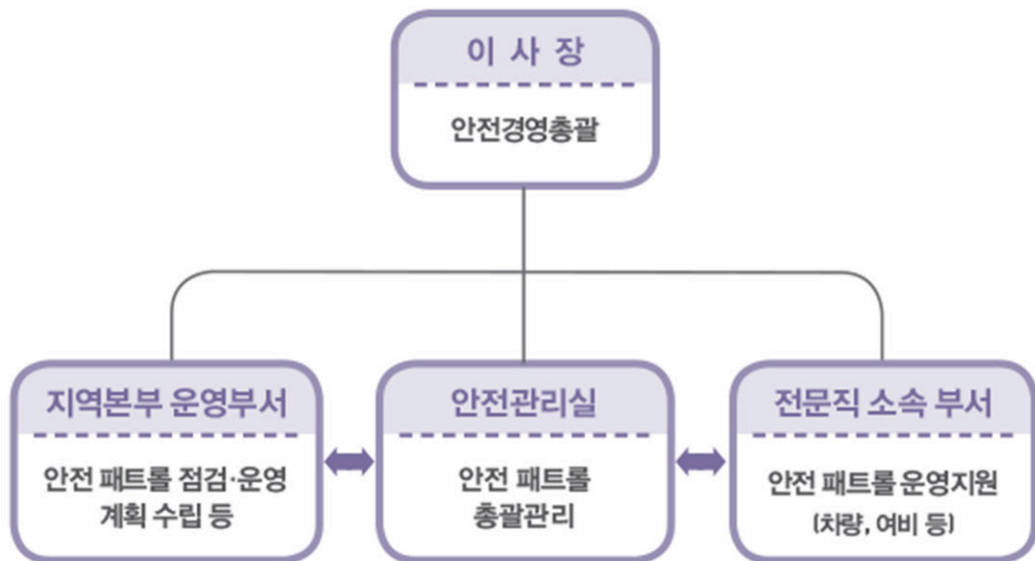 이 사 장
안전경영총괄
지역본부 운영부서
안전 패트롤 점검·운영
계획 수립 등
안전관리실
안전 패트롤
총괄관리
전문직 소속 부서
안전 패트롤 운영지원
(차량, 여비 등)